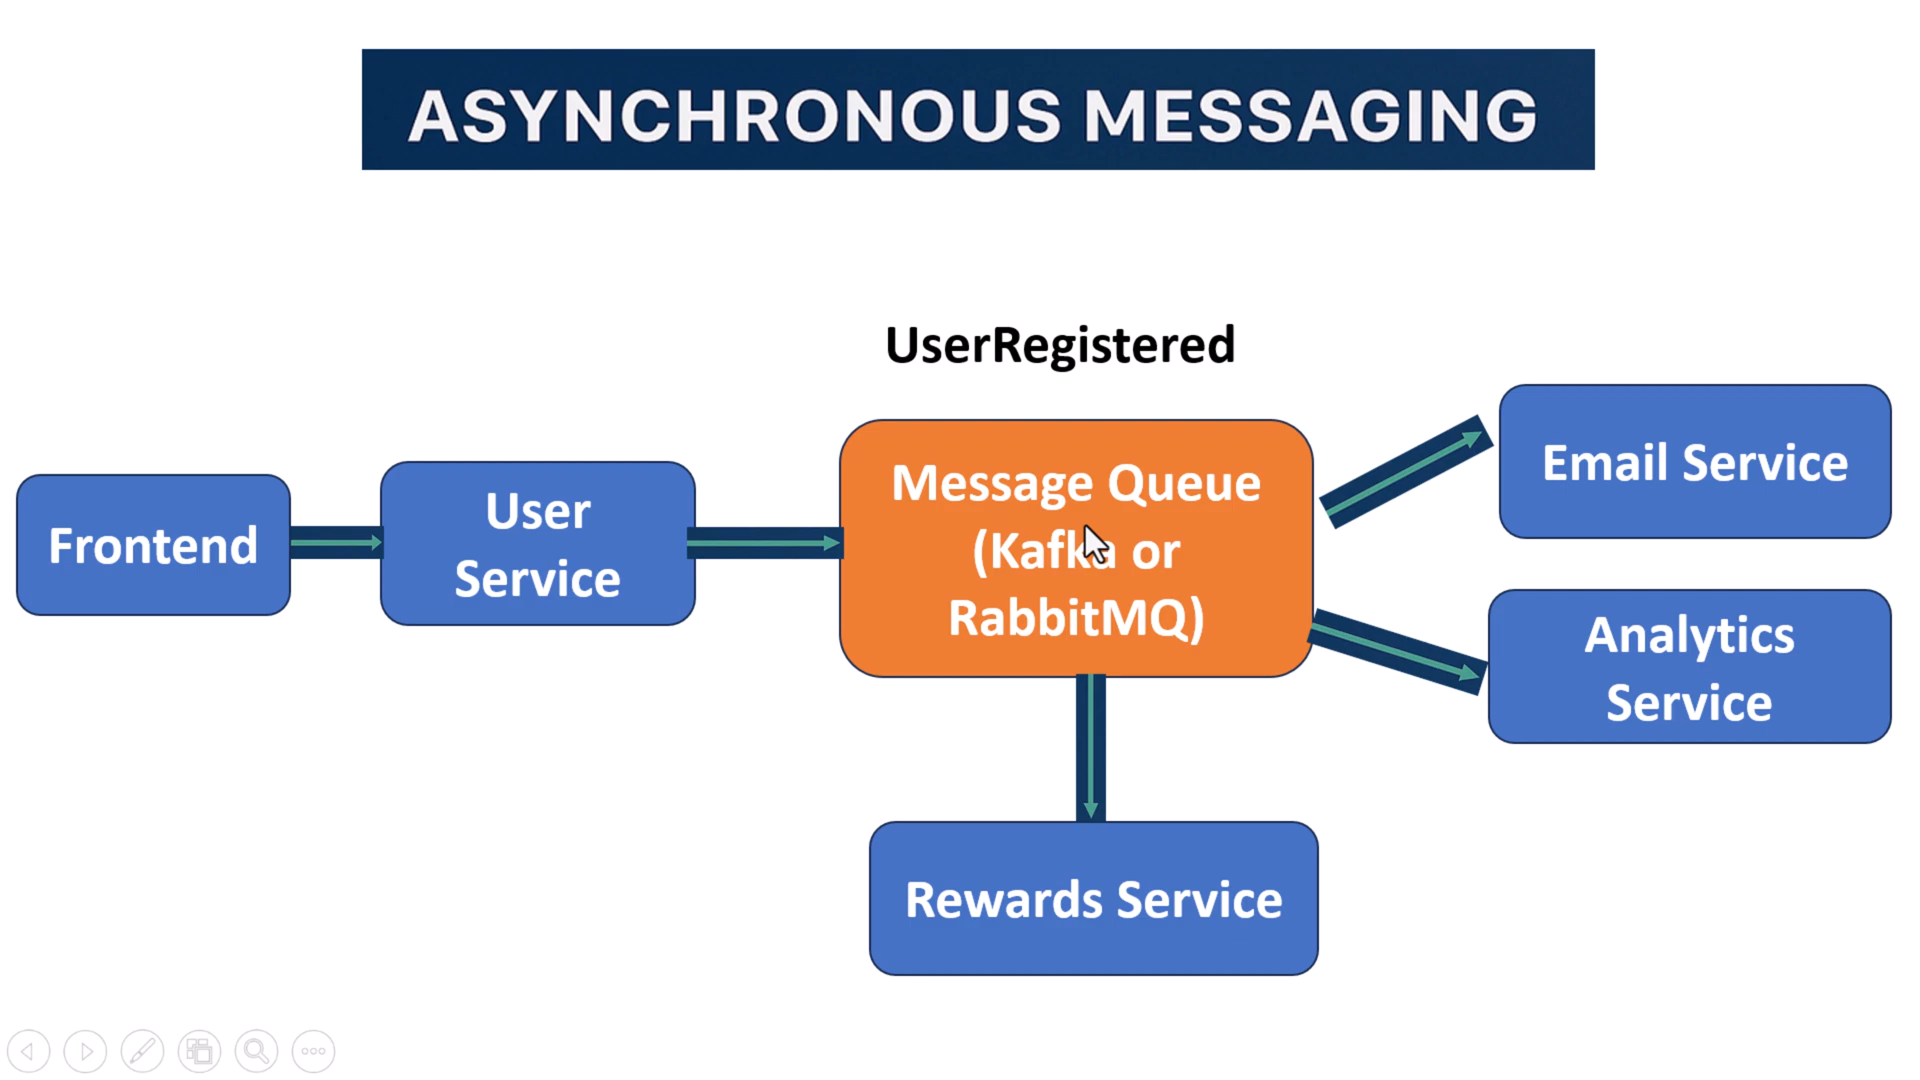 ASYNCHRONOUS MESSAGING
UserRegistered
Frontend
User
Service
Message Queue
(Kafka or
RabbitMQ)
Email Service
Analytics
Service
Rewards Service